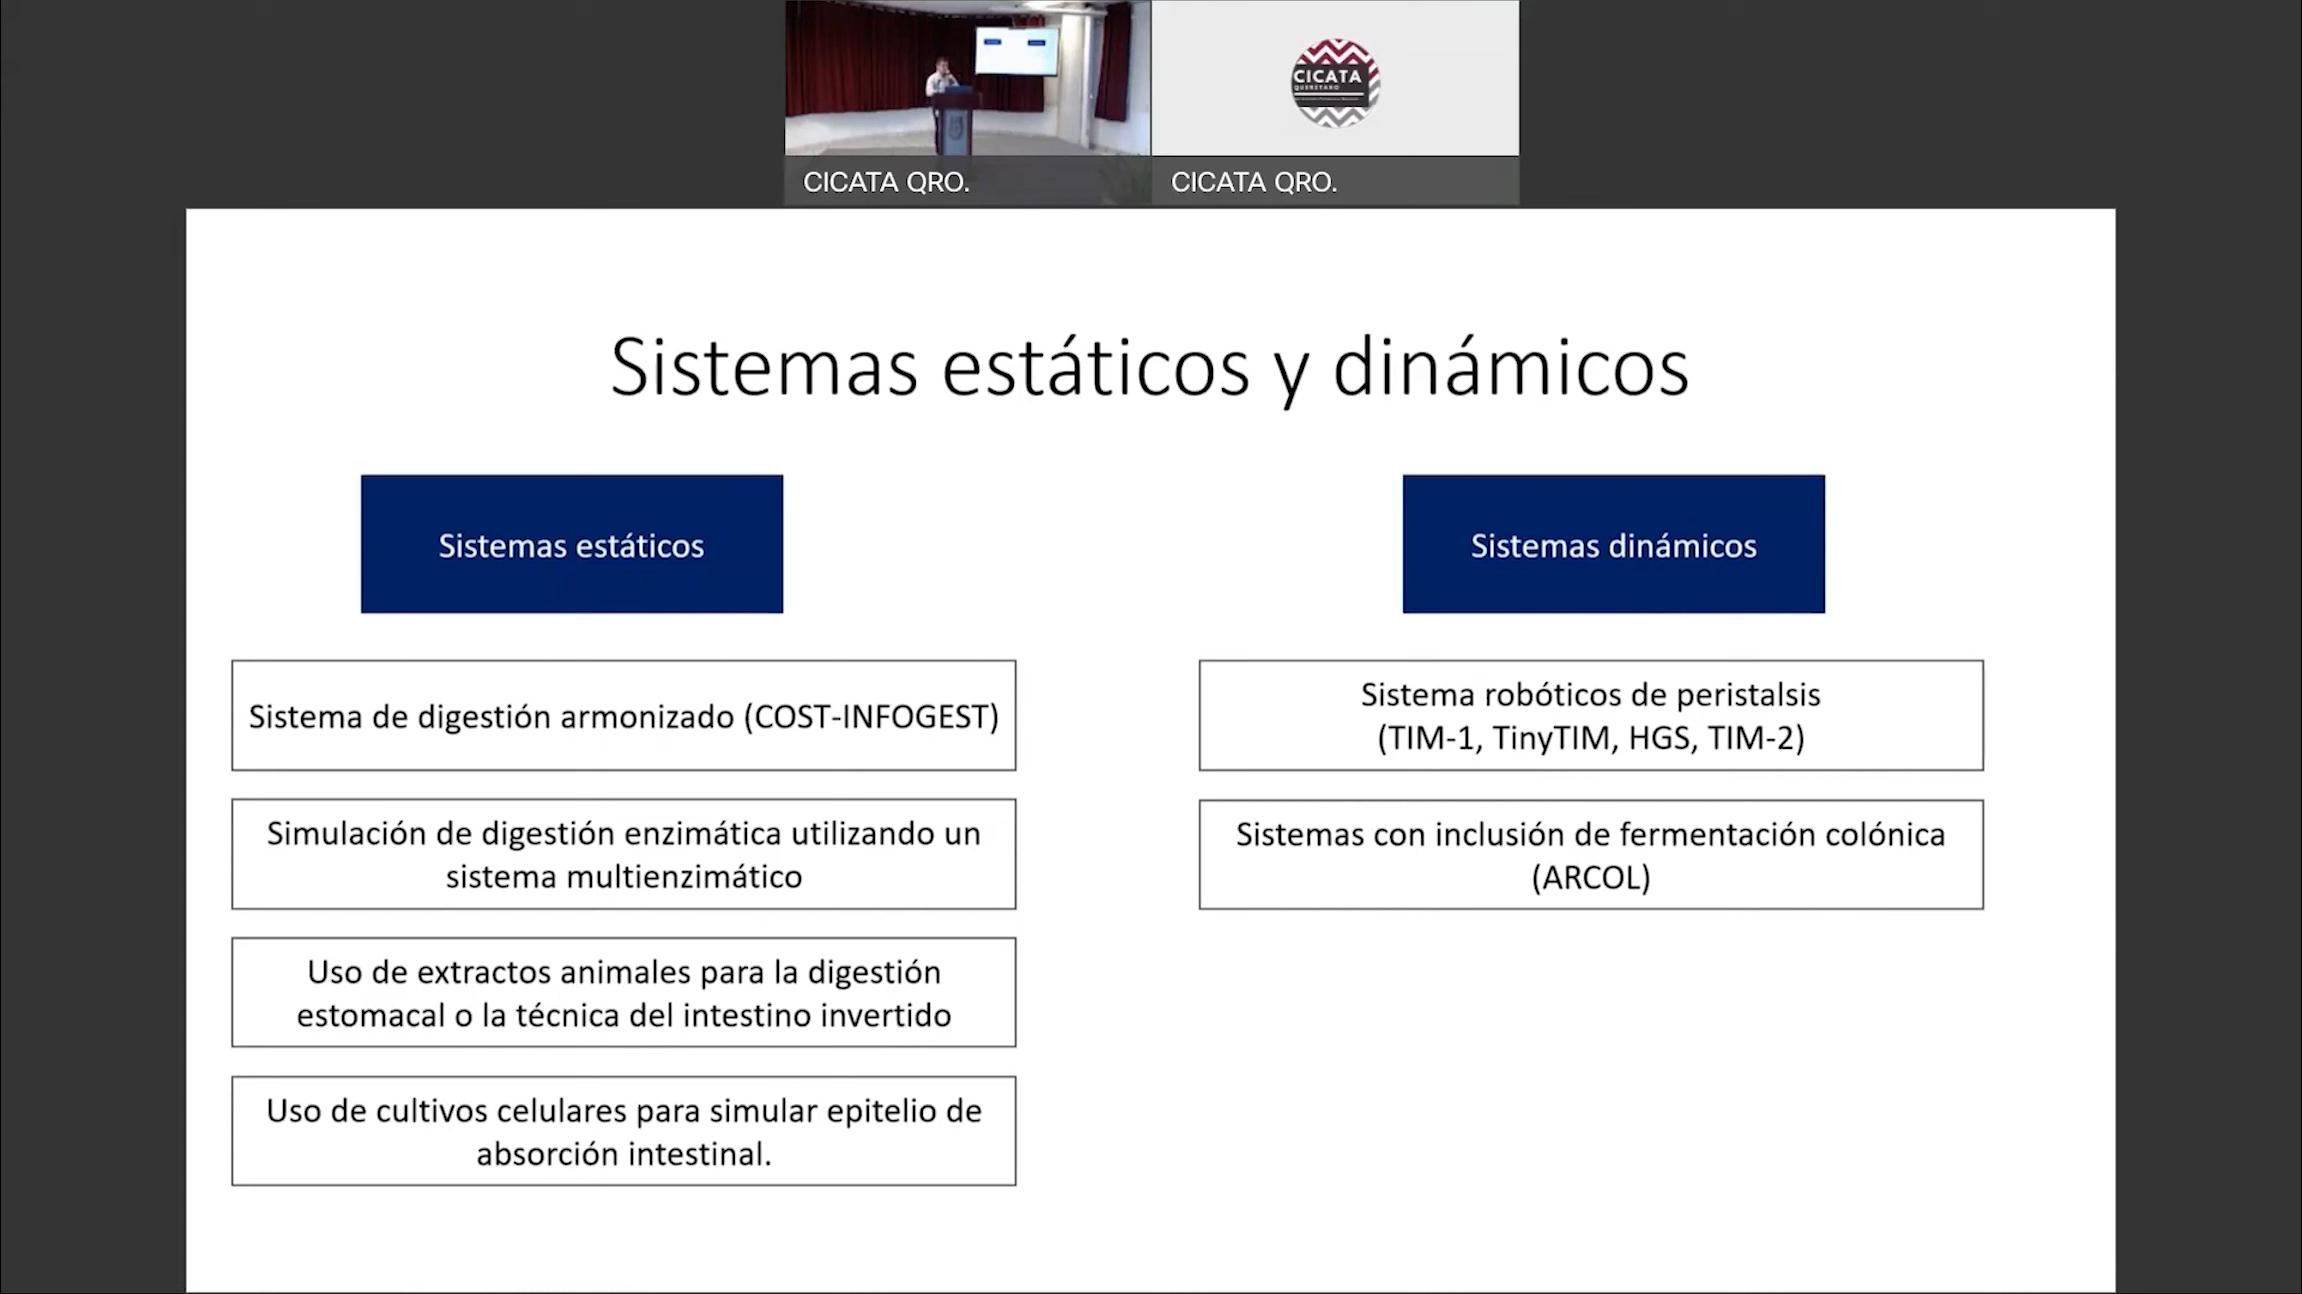 CICATA
QUERÉTARO
CICATA QRO.
CICATA QRO.
Sistemas estáticos y dinámicos
Sistemas estáticos
Sistemas dinámicos
Sistema de digestión armonizado (COST-INFOGEST)
Simulación de digestión enzimática utilizando un
sistema multienzimático
Uso de extractos animales para la digestión
estomacal o la técnica del intestino invertido
Uso de cultivos celulares para simular epitelio de
absorción intestinal.
Sistema robóticos de peristalsis
(TIM-1, TinyTIM, HGS, TIM-2)
Sistemas con inclusión de fermentación colónica
(ARCOL)